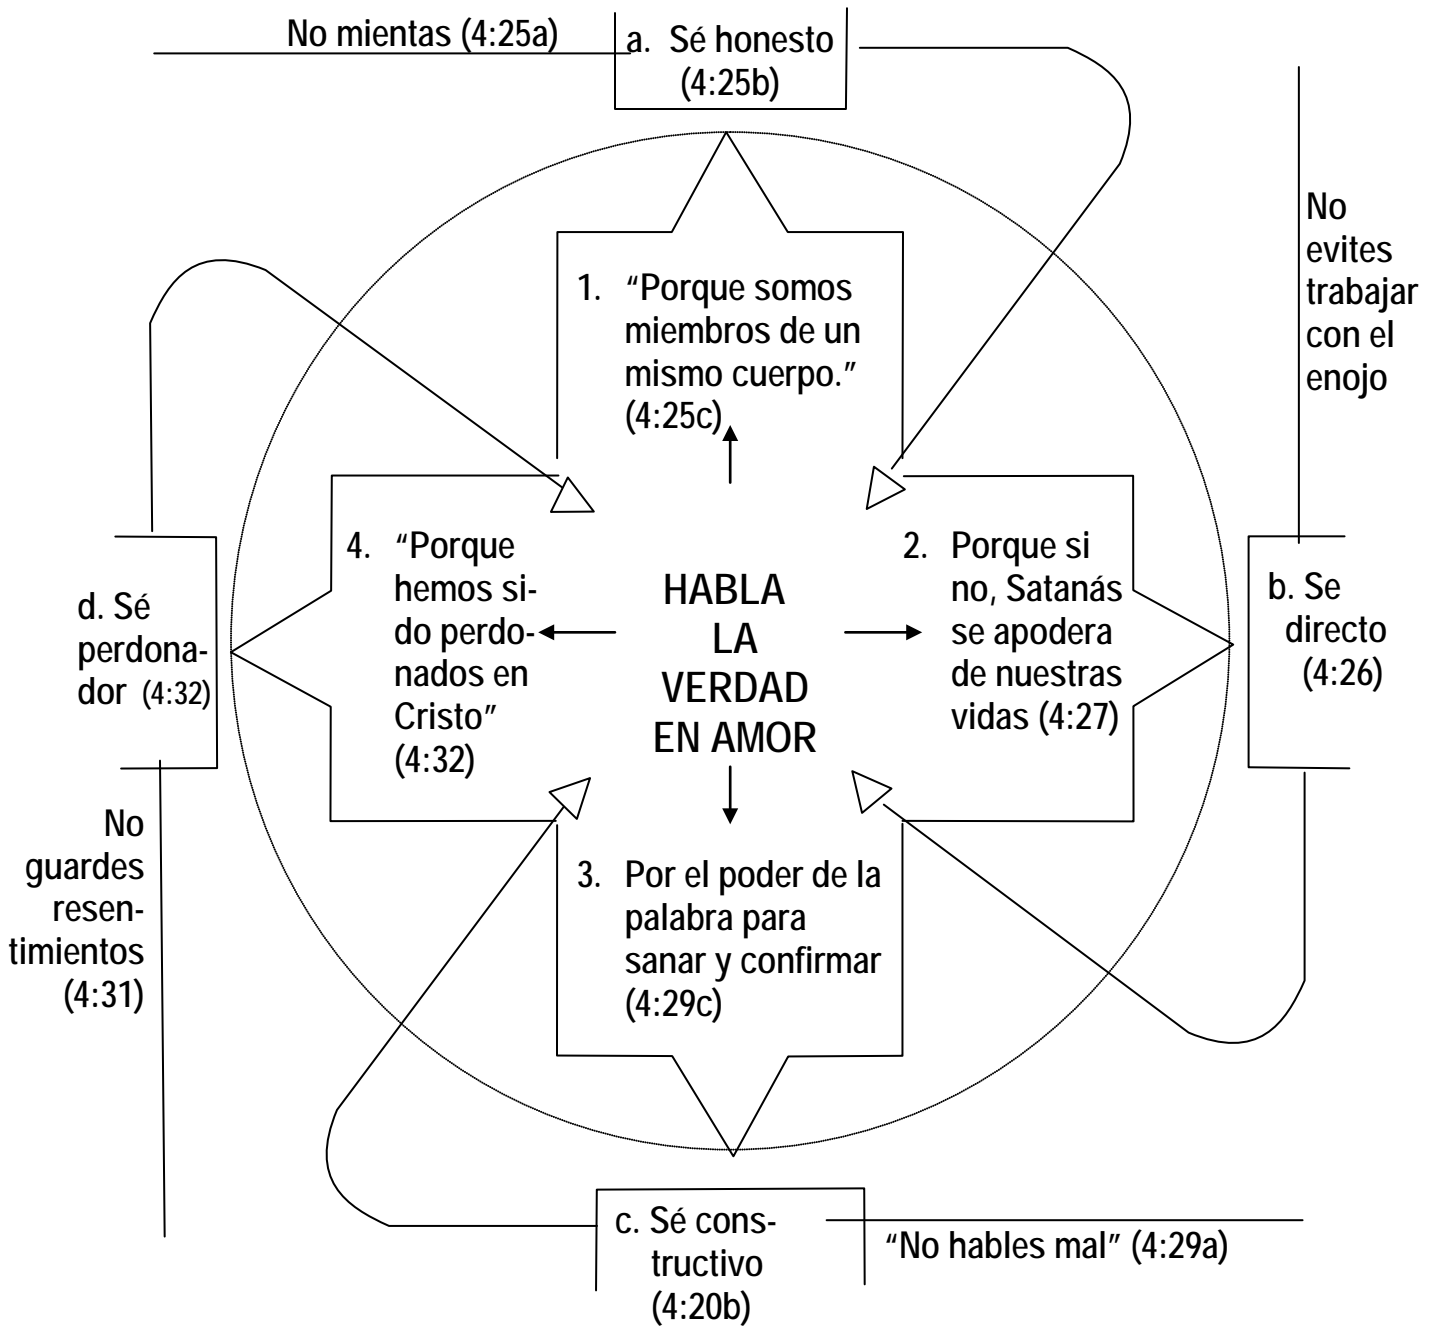 No mientas (4:25a)
a. Sé honesto
(4:25b)
No
evites
trabajar
con el
enojo
1. “Porque somos
miembros de un
mismo cuerpo.”
(4:25c)
4. “Porque
hemos si-
do perdo-
nados en
Cristo”
(4:32)
HABLA
LA
VERDAD
EN AMOR
2. Porque si
no, Satanás
se apodera
de nuestras
vidas (4:27)
b. Se
directo
(4:26)
d. Sé
perdona-
dor (4:32)
No
guardes
resen-
timientos
(4:31)
3. Por el poder de la
palabra para
sanar y confirmar
(4:29c)
c. Sé cons-
tructivo
(4:20b)
“No hables mal” (4:29a)